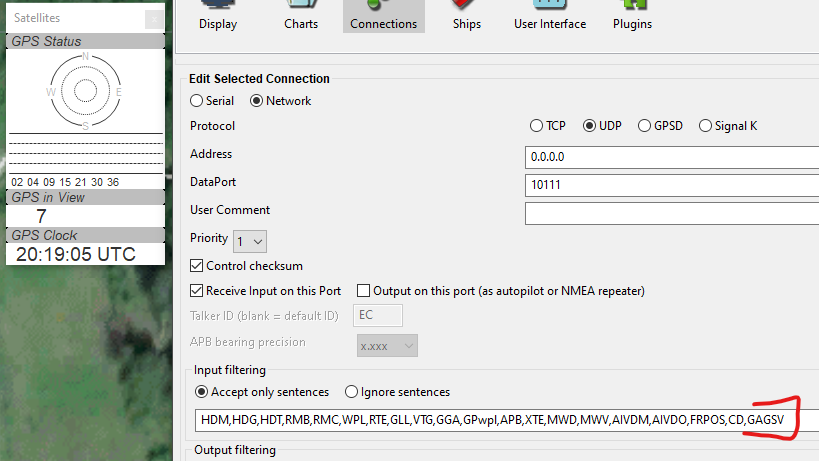 Satellites
x
GPS Status
N
W E
S
02 04 09 15 21 30 36
GPS in View
7
GPS Clock
20:19:05 UTC
Display Charts Connections Ships User Interface Plugins
Edit Selected Connection
Serial Network
Protocol TCP UDP GPSD Signal K
Address 0.0.0.0
DataPort 10111
User Comment
Priority 1
Control checksum
Receive Input on this Port Output on this port (as autopilot or NMEA repeater)
Talker ID (blank = default ID) EC
APB bearing precision x.xxx
Input filtering
Accept only sentences Ignore sentences
HDM,HDG,HDT,RMB,RMC,WPL,RTE,GLL,VTG,GGA,GPwpl,APB,XTE,MWD,MWV,AIVDM,AIVDO,FRPOS,CD,GAGSV
Output filtering